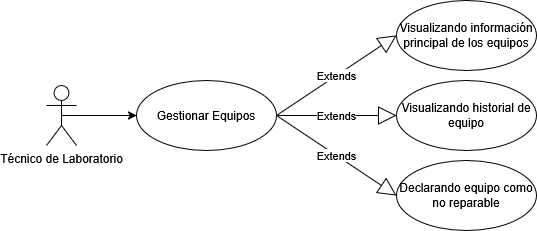 Visualizando información
principal de los equipos
Extends
Gestionar Equipos
Extends
Visualizando historial de
equipo
Técnico de Laboratorio
Extends
Declarando equipo como
no reparable